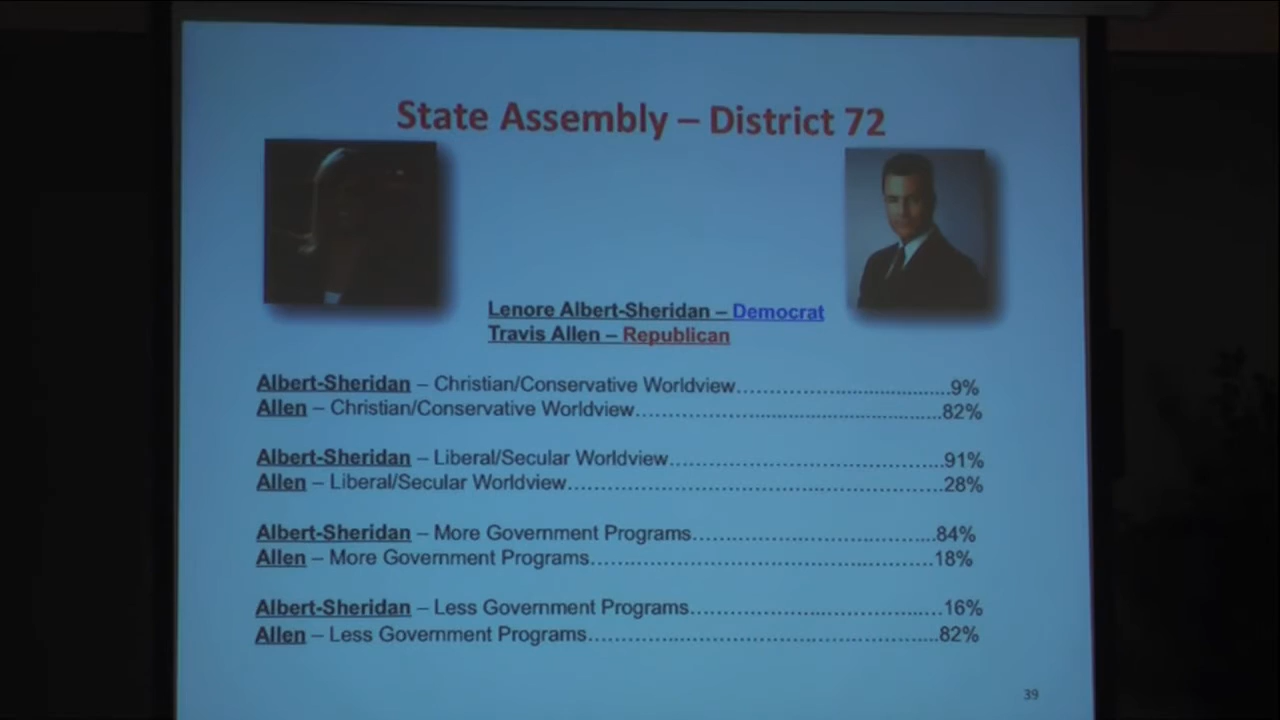 State Assembly – District 72
Lenore Albert-Sheridan – Democrat
Travis Allen – Republican
Albert-Sheridan – Christian/Conservative Worldview................................9%
Allen – Christian/Conservative Worldview................................................82%
Albert-Sheridan – Liberal/Secular Worldview...........................................91%
Allen – Liberal/Secular Worldview...........................................................28%
Albert-Sheridan – More Government Programs......................................84%
Allen – More Government Programs......................................................18%
Albert-Sheridan – Less Government Programs.......................................16%
Allen – Less Government Programs.......................................................82%
39